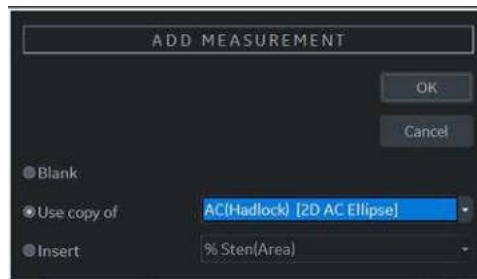 ADD MEASUREMENT
OK
Cancel
Blank
Use copy of AC(Hadlock) [2D AC Ellipse]
Insert % Sten(Area)